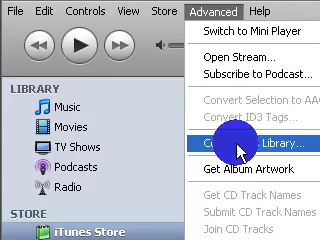 File Edit Controls View Store Advanced Help
Switch to Mini Player
Open Stream...
Subscribe to Podcast...
LIBRARY
Convert Selection to AA
Music
Convert ID3 Tags...
Movies
Library...
TV Shows
Podcasts
Get Album Artwork
Radio
Get CD Track Names
STORE
Submit CD Track Names
iTunes Store
Join CD Tracks